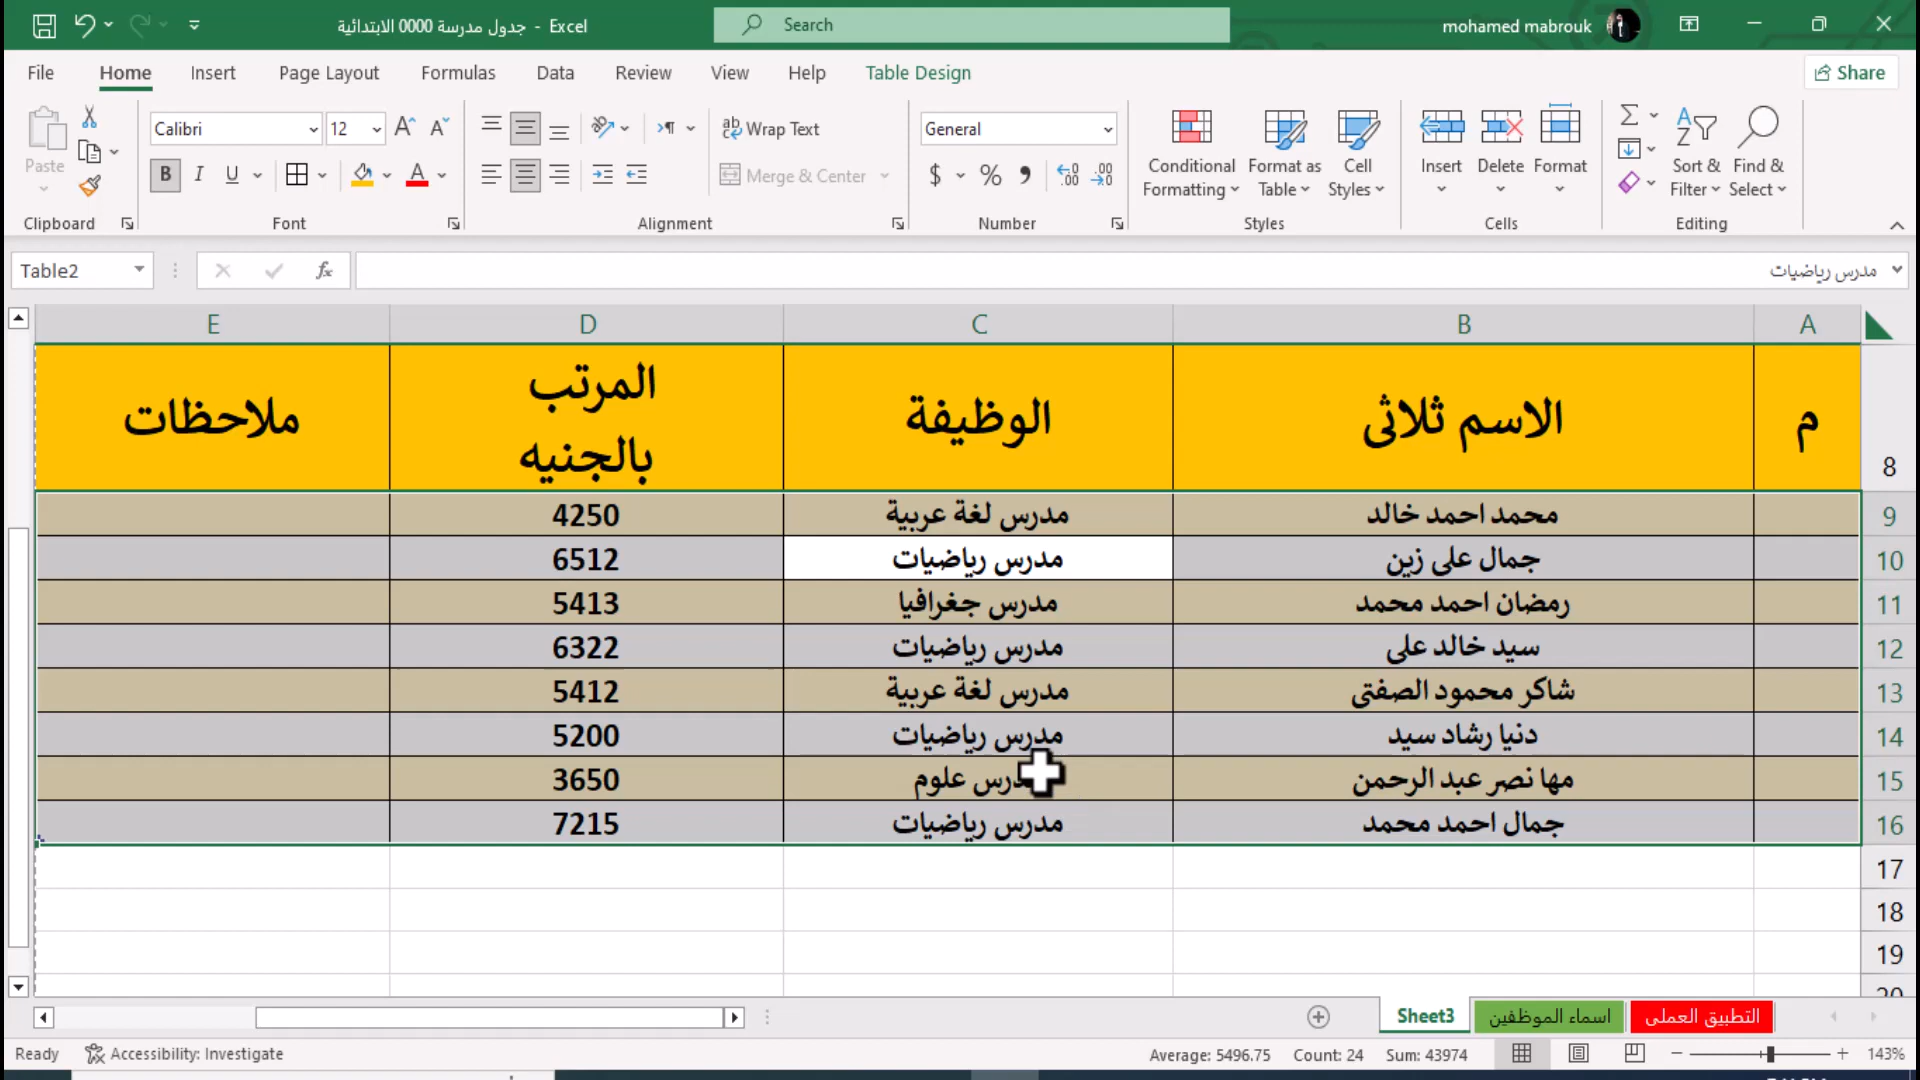 جدول مدرسة 0000 الابتدائية - Excel
Search
mohamed mabrouk
File Home Insert Page Layout Formulas Data Review View Help Table Design
Share
Paste
Clipboard
Calibri 12
B I U
Font
Wrap Text
Merge & Center
Alignment
General
$ %
Number
Conditional Formatting
Format as Table
Cell Styles
Styles
Insert Delete Format
Cells
Sort & Filter
Find & Select
Editing
Table2
fx
مدرس رياضيات
A B C D E
8 م الاسم ثلاثى الوظيفة المرتب بالجنيه ملاحظات
9 محمد احمد خالد مدرس لغة عربية 4250
10 جمال على زين مدرس رياضيات 6512
11 رمضان احمد محمد مدرس جغرافيا 5413
12 سيد خالد على مدرس رياضيات 6322
13 شاكر محمود الصفتى مدرس لغة عربية 5412
14 دنيا رشاد سيد مدرس رياضيات 5200
15 مها نصر عبد الرحمن مدرس علوم 3650
16 جمال احمد محمد مدرس رياضيات 7215
17
18
19
التطبيق العملى اسماء الموظفين Sheet3
Ready
Accessibility: Investigate
Average: 5496.75 Count: 24 Sum: 43974
143%